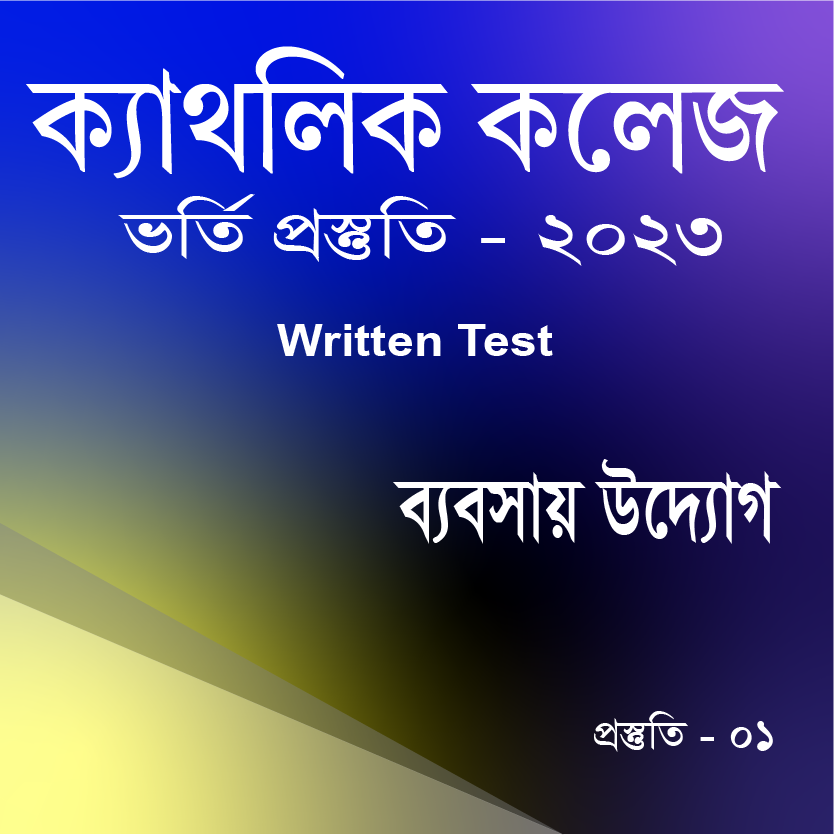 ক্যাথলিক কলেজ
ভর্তি প্রস্তুতি - ২০২৩
Written Test
ব্যবসায় উদ্যোগ
প্রস্তুতি - ০১